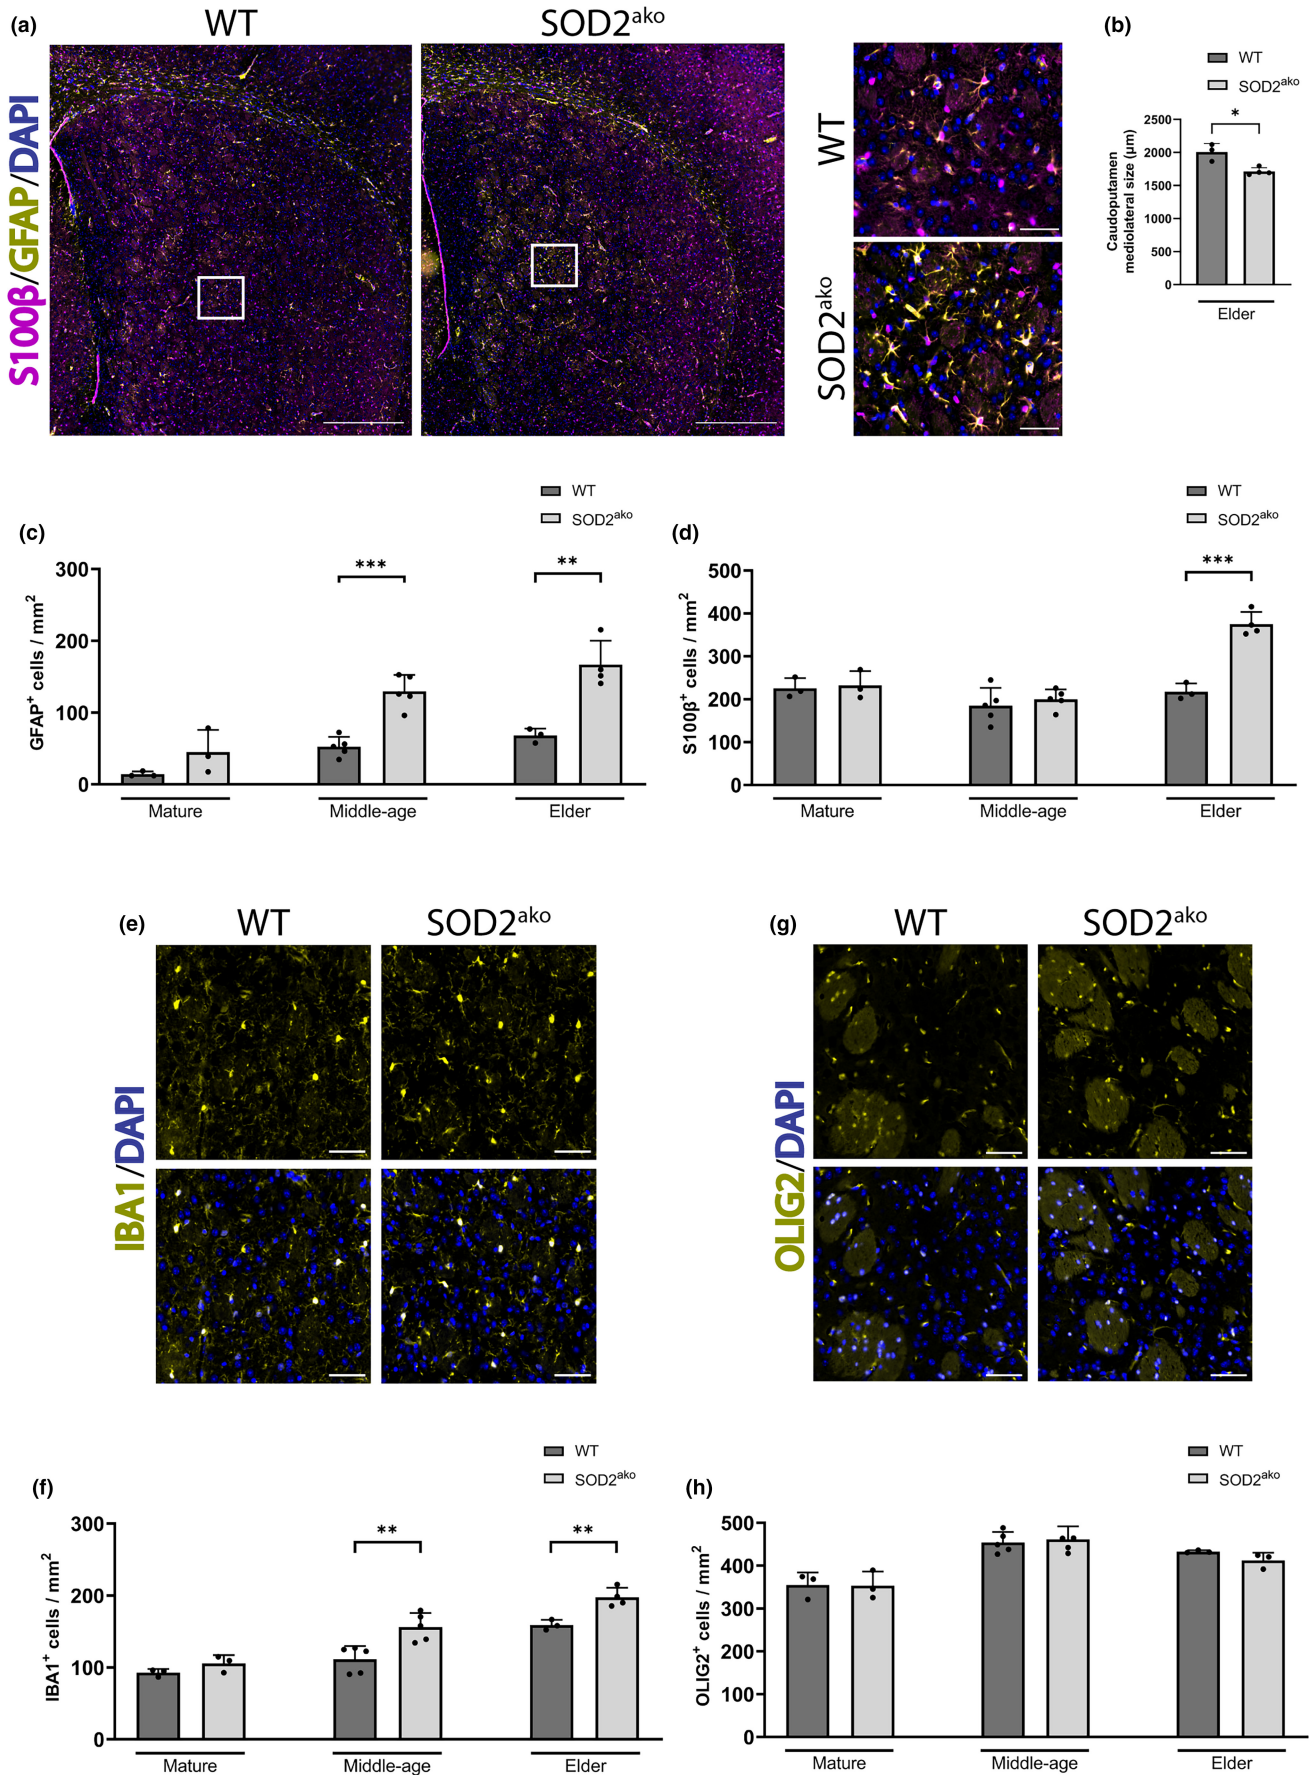 (a)
WT
SOD2ako
S100β/GFAP/DAPI
WT
SOD2ako
(b)
WT
SOD2ako
*
2500
2000
1500
1000
500
0
Caudoputamen
mediolateral size (μm)
Elder
(c)
WT
SOD2ako
***
**
300
200
100
0
GFAP+ cells / mm2
Mature
Middle-age
Elder
(d)
WT
SOD2ako
***
500
400
300
200
100
0
S100β+ cells / mm2
Mature
Middle-age
Elder
(e)
WT
SOD2ako
IBA1/DAPI
(g)
WT
SOD2ako
OLIG2/DAPI
(f)
WT
SOD2ako
**
**
300
200
100
0
IBA1+ cells / mm2
Mature
Middle-age
Elder
(h)
WT
SOD2ako
500
400
300
200
100
0
OLIG2+ cells / mm2
Mature
Middle-age
Elder